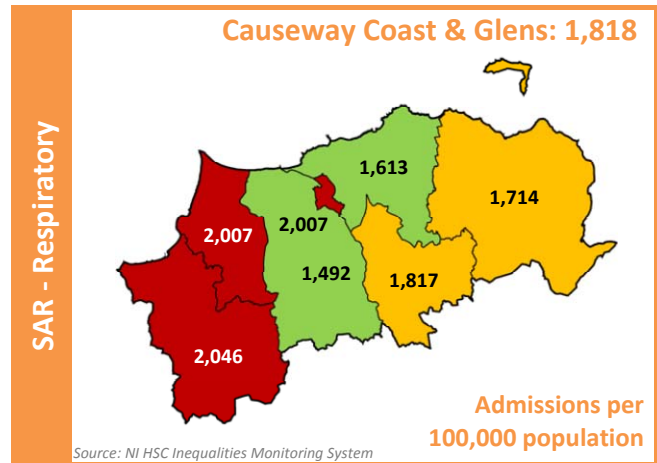 Causeway Coast & Glens: 1,818
SAR - Respiratory
1,613
1,714
2,007
2,007
1,492
1,817
2,046
Admissions per
100,000 population
Source: NI HSC Inequalities Monitoring System